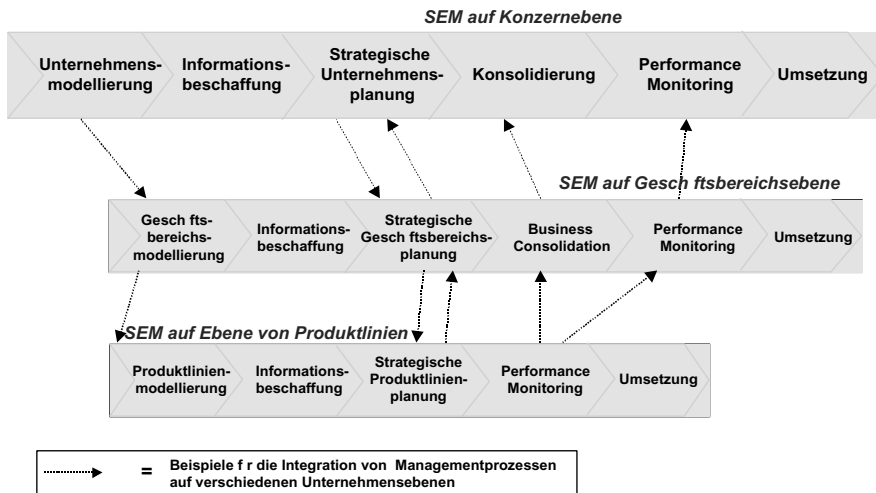 SEM auf Konzernebene
Unternehmens-
modellierung
Informations-
beschaffung
Strategische
Unternehmens-
planung
Konsolidierung
Performance
Monitoring
Umsetzung
SEM auf Gesch ftsbereichsebene
Gesch fts-
bereichs-
modellierung
Informations-
beschaffung
Strategische
Gesch ftsbereichs-
planung
Business
Consolidation
Performance
Monitoring
Umsetzung
SEM auf Ebene von Produktlinien
Produktlinien-
modellierung
Informations-
beschaffung
Strategische
Produktlinien-
planung
Performance
Monitoring
Umsetzung
= Beispiele f r die Integration von Managementprozessen
auf verschiedenen Unternehmensebenen